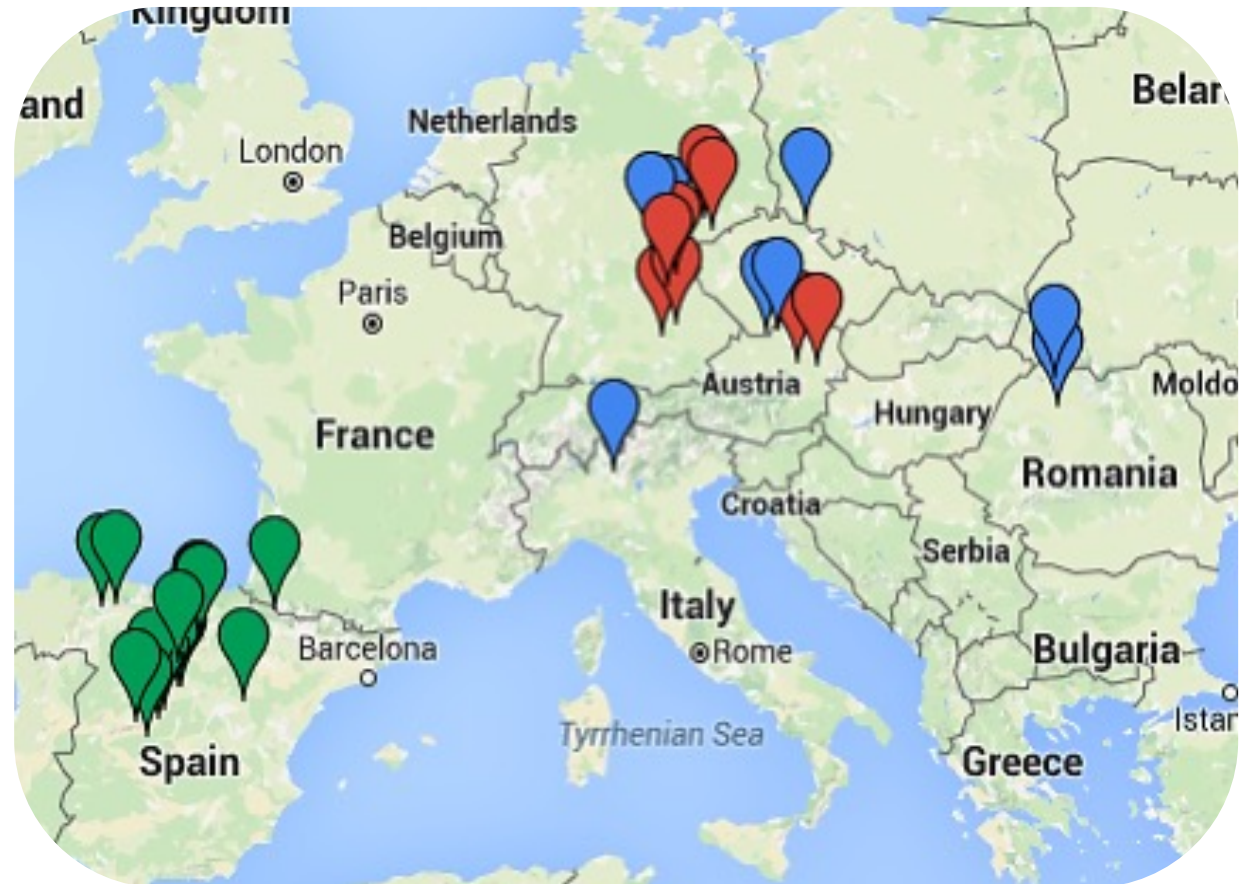 Kingdom
and
Belar
Netherlands
London
Belgium
Paris
Austria
Moldo
Hungary
France
Romania
Croatia
Serbia
Italy
Barcelona
Rome
Bulgaria
Istar
Tyrrhenian Sea
Spain
Greece